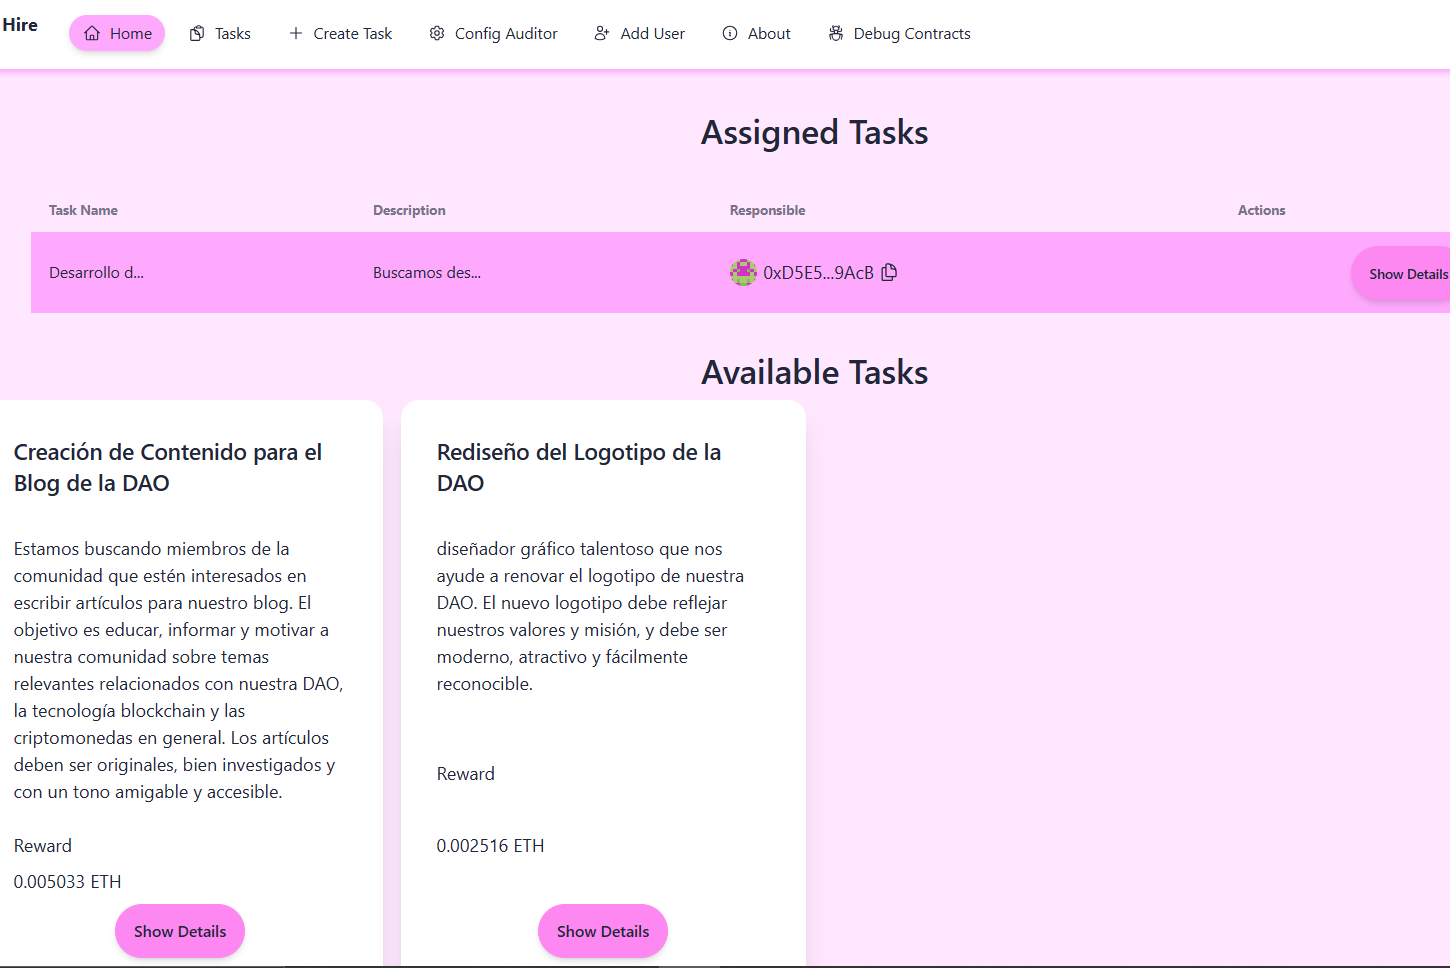 Hire
Home
Tasks
Create Task
Config Auditor
Add User
About
Debug Contracts
Assigned Tasks
Task Name
Description
Responsible
Actions
Desarrollo d...
Buscamos des...
0xD5E5...9AcB
Show Details
Available Tasks
Creación de Contenido para el
Blog de la DAO
Estamos buscando miembros de la
comunidad que estén interesados en
escribir artículos para nuestro blog. El
objetivo es educar, informar y motivar a
nuestra comunidad sobre temas
relevantes relacionados con nuestra DAO,
la tecnología blockchain y las
criptomonedas en general. Los artículos
deben ser originales, bien investigados y
con un tono amigable y accesible.
Reward
0.005033 ETH
Show Details
Rediseño del Logotipo de la
DAO
diseñador gráfico talentoso que nos
ayude a renovar el logotipo de nuestra
DAO. El nuevo logotipo debe reflejar
nuestros valores y misión, y debe ser
moderno, atractivo y fácilmente
reconocible.
Reward
0.002516 ETH
Show Details